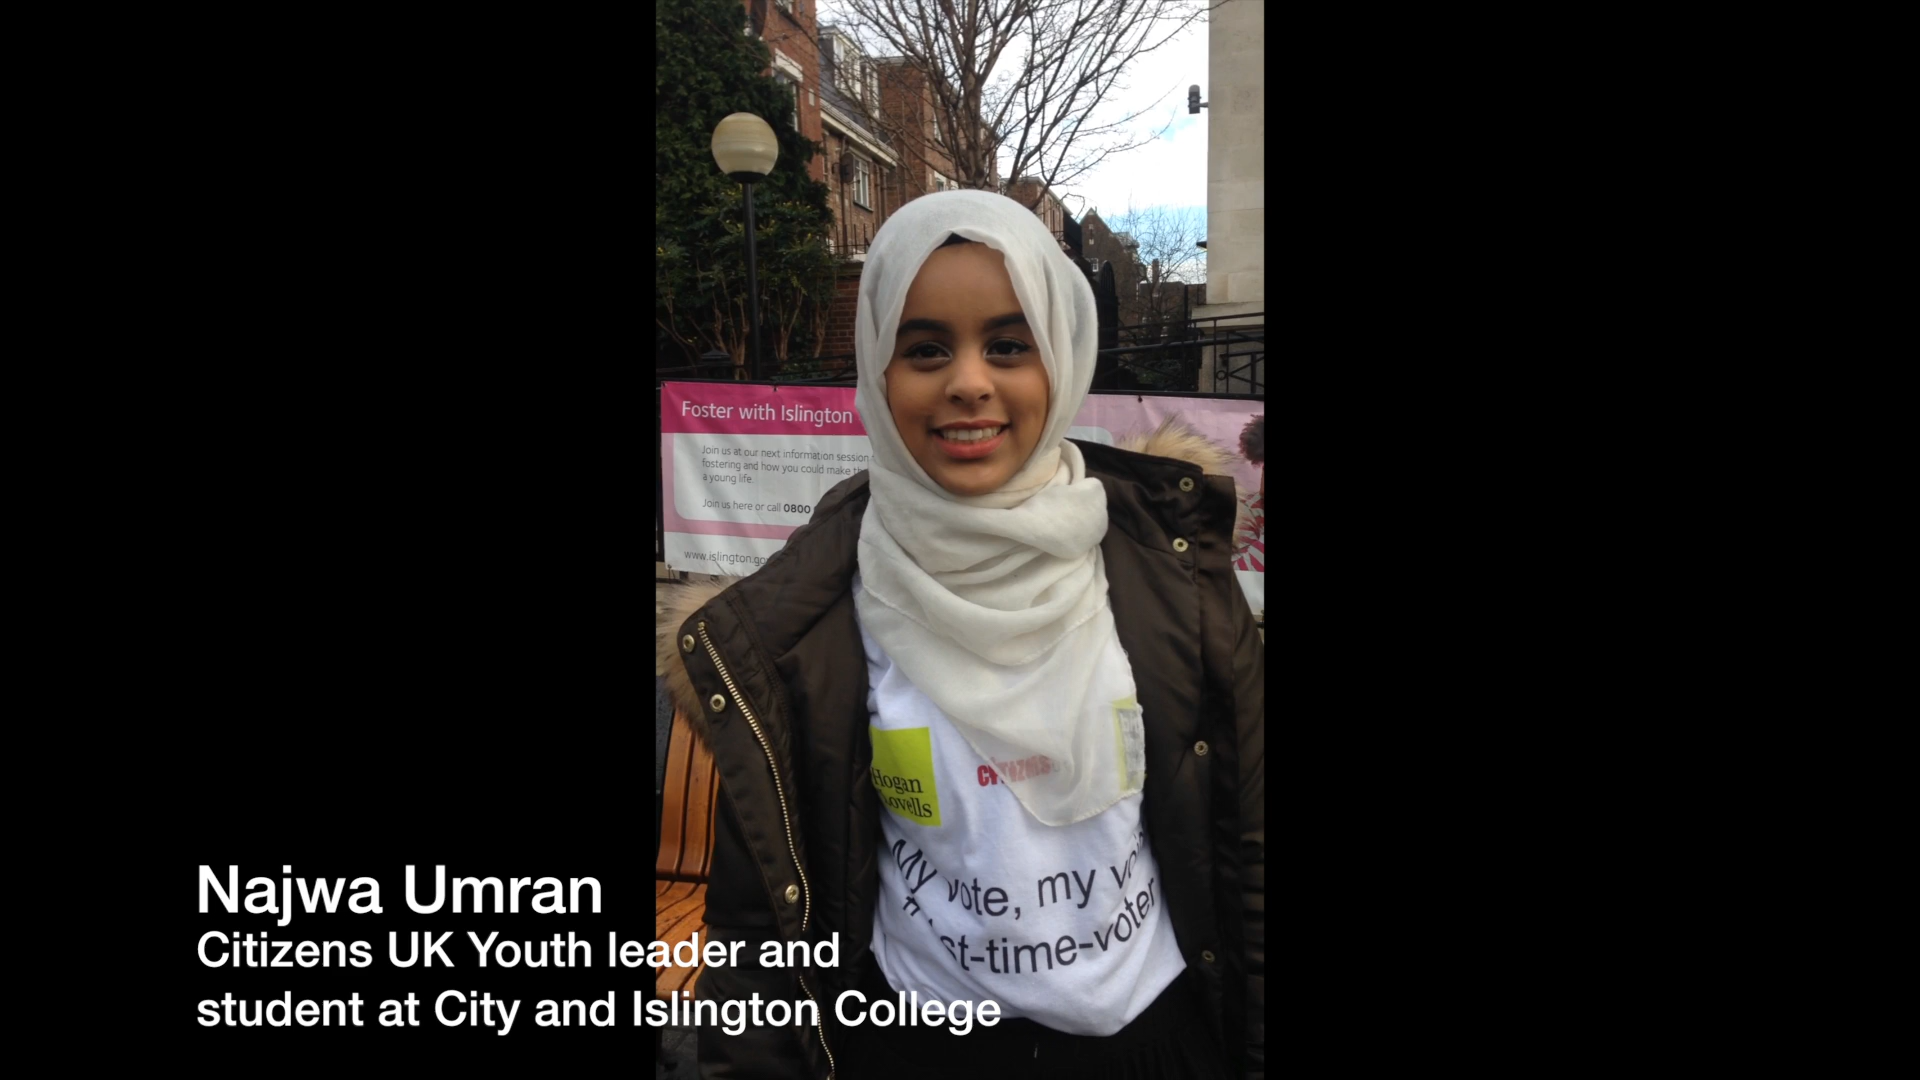 Foster with Islington
Join us at our next information session
fostering and how you could make
a young life.
Join us here or call 0800
www.islington.go
Hogan
Lovells
CITIZENS
My vote, my
st-time-voter
Najwa Umran
Citizens UK Youth leader and
student at City and Islington College